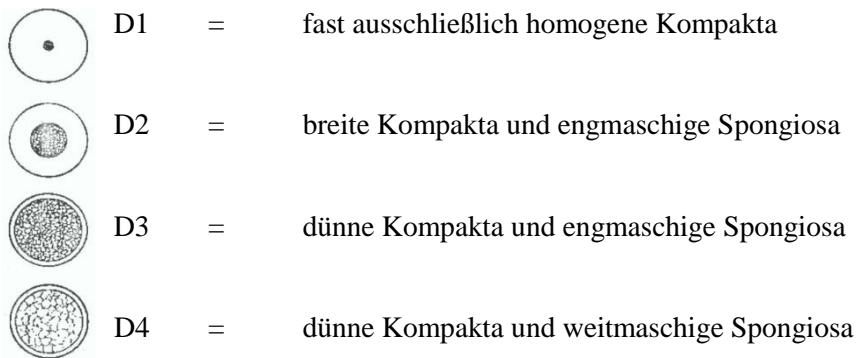 D1 = fast ausschließlich homogene Kompakta
D2 = breite Kompakta und engmaschige Spongiosa
D3 = dünne Kompakta und engmaschige Spongiosa
D4 = dünne Kompakta und weitmaschige Spongiosa